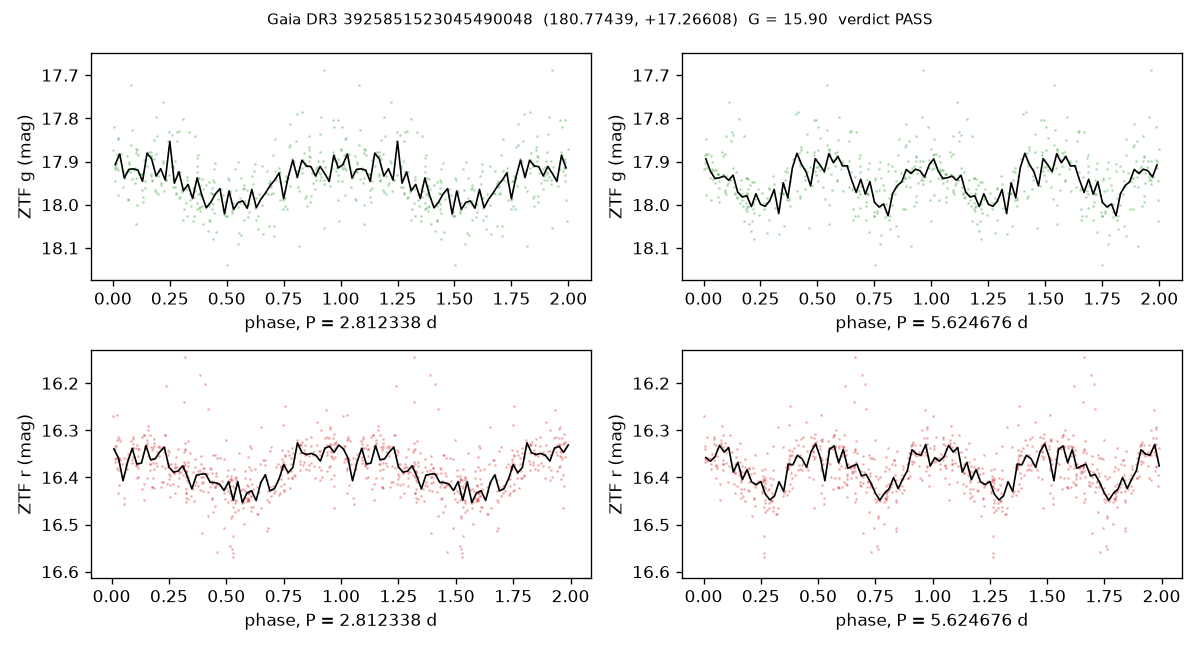 Gaia DR3 3925851523045490048 (180.77439, +17.26608) G = 15.90 verdict PASS
ZTF g (mag)
17.7
17.8
17.9
18.0
18.1
0.00 0.25 0.50 0.75 1.00 1.25 1.50 1.75 2.00
phase, P = 2.812338 d
ZTF g (mag)
17.7
17.8
17.9
18.0
18.1
0.00 0.25 0.50 0.75 1.00 1.25 1.50 1.75 2.00
phase, P = 5.624676 d
ZTF r (mag)
16.2
16.3
16.4
16.5
16.6
0.00 0.25 0.50 0.75 1.00 1.25 1.50 1.75 2.00
phase, P = 2.812338 d
ZTF r (mag)
16.2
16.3
16.4
16.5
16.6
0.00 0.25 0.50 0.75 1.00 1.25 1.50 1.75 2.00
phase, P = 5.624676 d